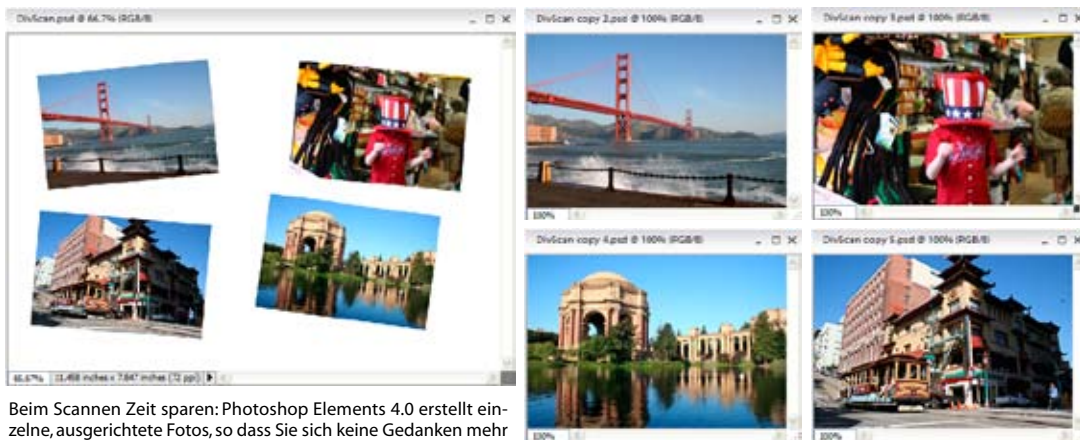 DivScan.psd @ 66.7% (RGB/8)
66.67% 11.458 inches x 7.847 inches (72 ppi)
DivScan copy 2.psd @ 100% (RGB/8)
100%
DivScan copy 3.psd @ 100% (RGB/8)
100%
DivScan copy 4.psd @ 100% (RGB/8)
100%
DivScan copy 5.psd @ 100% (RGB/8)
100%
Beim Scannen Zeit sparen: Photoshop Elements 4.0 erstellt ein-
zelne, ausgerichtete Fotos, so dass Sie sich keine Gedanken mehr